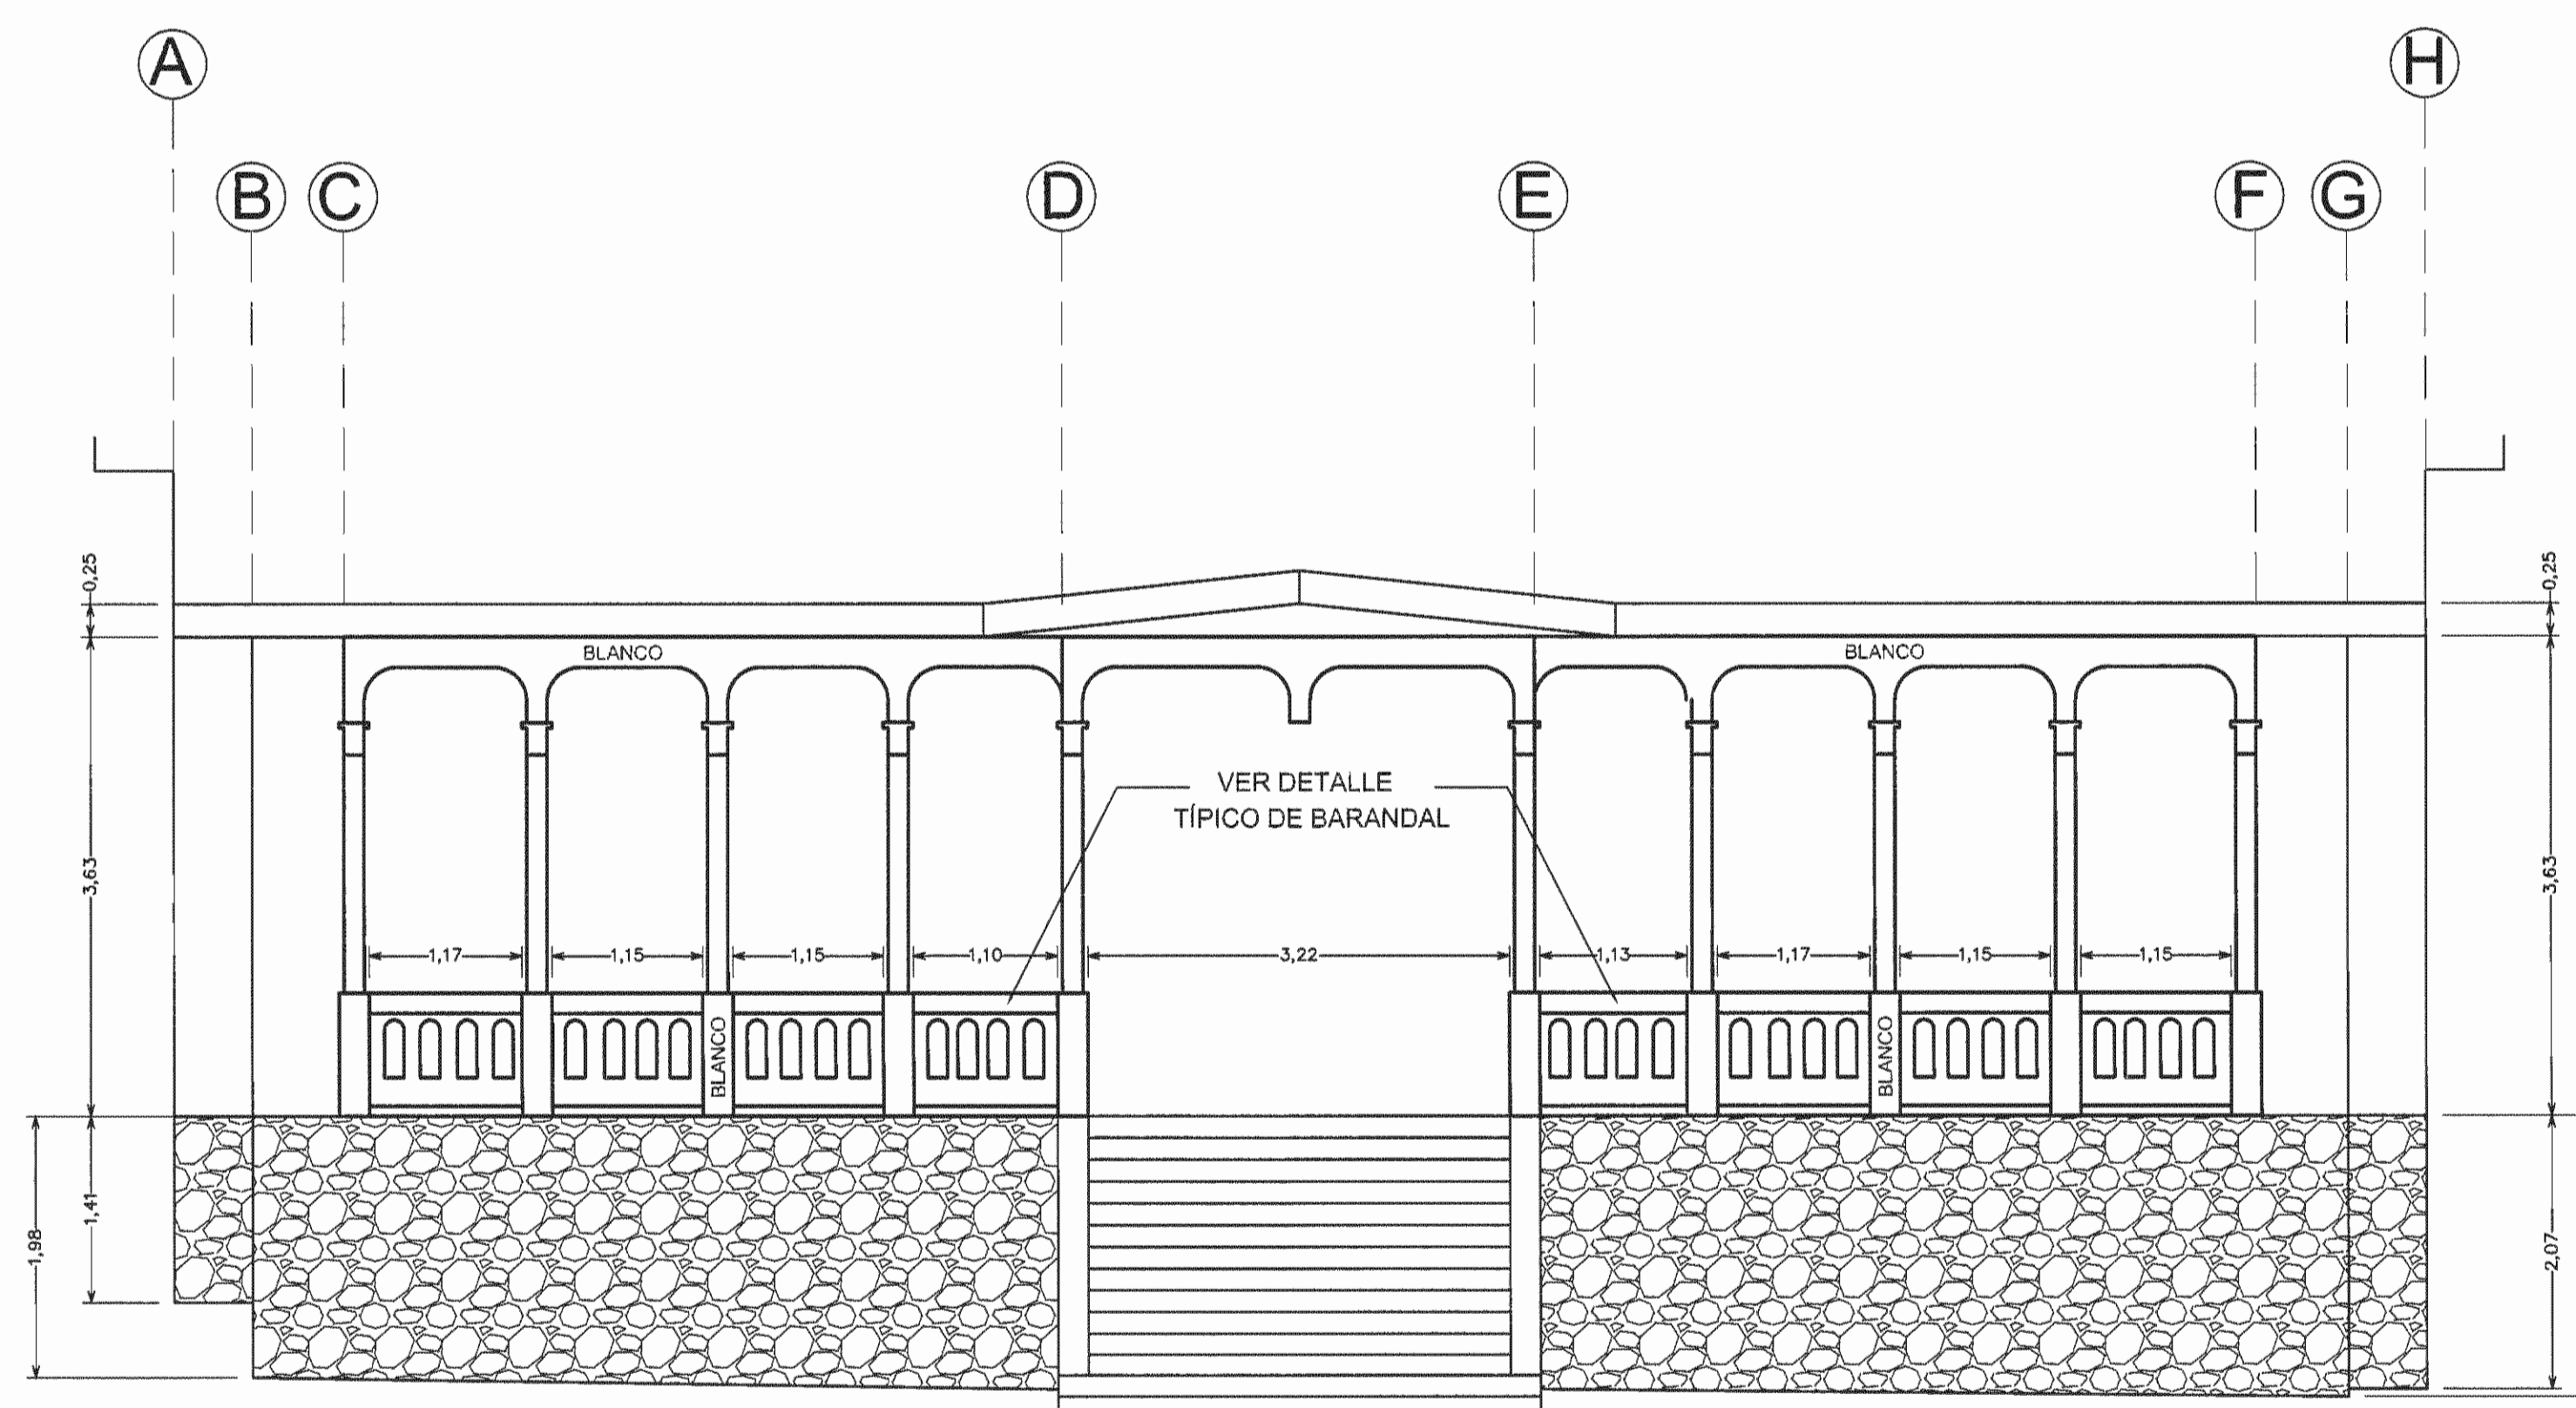 A
H
B
C
D
E
F
G
0,25
0,25
BLANCO
BLANCO
VER DETALLE
TÍPICO DE BARANDAL
3,63
3,63
1,17
1,15
1,15
1,10
3,22
1,13
1,17
1,15
1,15
BLANCO
BLANCO
1,98
1,41
2,07